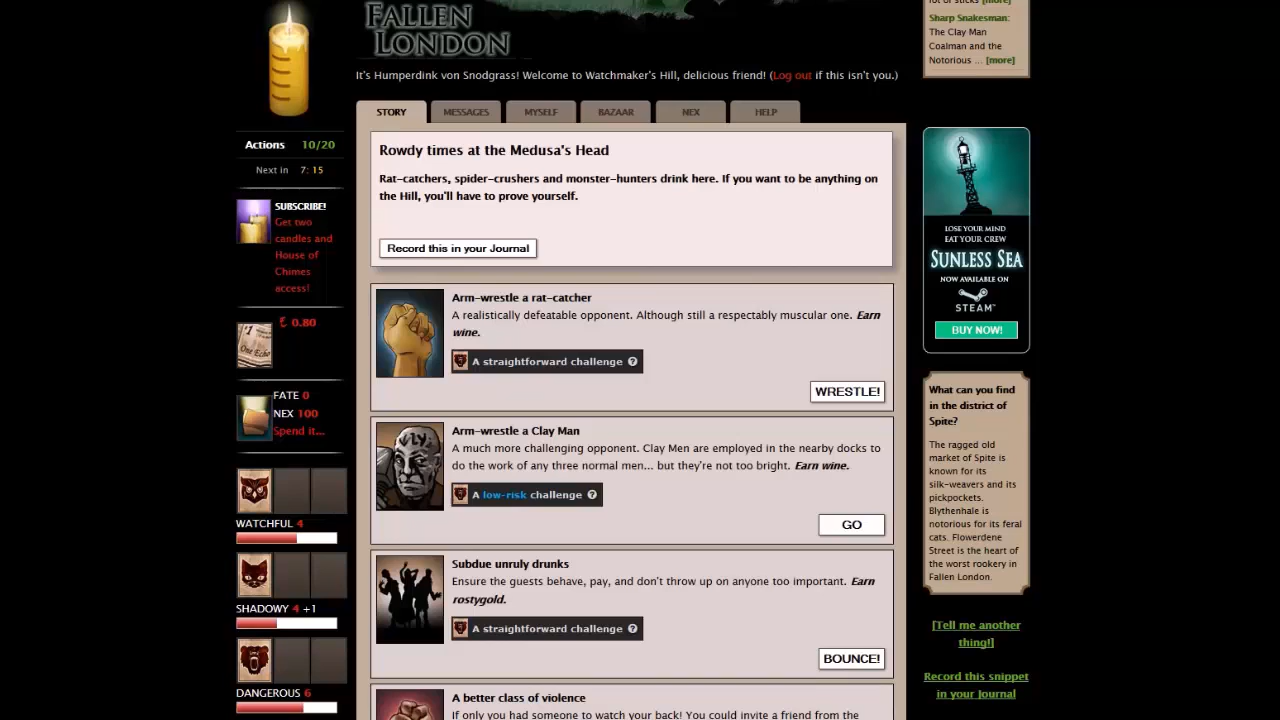 FALLEN
LONDON
It's Humperdink von Snodgrass! Welcome to Watchmaker's Hill, delicious friend! (Log out if this isn't you.)
STORY
MESSAGES
MYSELF
BAZAAR
NEX
HELP
Actions 10/20
Next in 7: 15
SUBSCRIBE!
Get two
candles and
House of
Chimes
access!
£ 0.80
#1
One Echo
FATE 0
NEX 100
Spend it...
WATCHFUL 4
SHADOWY 4 +1
DANGEROUS 6
Rowdy times at the Medusa's Head
Rat-catchers, spider-crushers and monster-hunters drink here. If you want to be anything on
the Hill, you'll have to prove yourself.
Record this in your Journal
Arm-wrestle a rat-catcher
A realistically defeatable opponent. Although still a respectably muscular one. Earn
wine.
A straightforward challenge ?
WRESTLE!
Arm-wrestle a Clay Man
A much more challenging opponent. Clay Men are employed in the nearby docks to
do the work of any three normal men... but they're not too bright. Earn wine.
A low-risk challenge ?
GO
Subdue unruly drunks
Ensure the guests behave, pay, and don't throw up on anyone too important. Earn
rostygold.
A straightforward challenge ?
BOUNCE!
A better class of violence
If only you had someone to watch your back! You could invite a friend from the
lot of sticks [more]
Sharp Snakesman:
The Clay Man
Coalman and the
Notorious ... [more]
LOSE YOUR MIND
EAT YOUR CREW
SUNLESS SEA
NOW AVAILABLE ON
STEAM
BUY NOW!
What can you find
in the district of
Spite?
The ragged old
market of Spite is
known for its
silk-weavers and its
pickpockets.
Blythenhale is
notorious for its feral
cats. Flowerdene
Street is the heart of
the worst rookery in
Fallen London.
[Tell me another
thing!]
Record this snippet
in your Journal